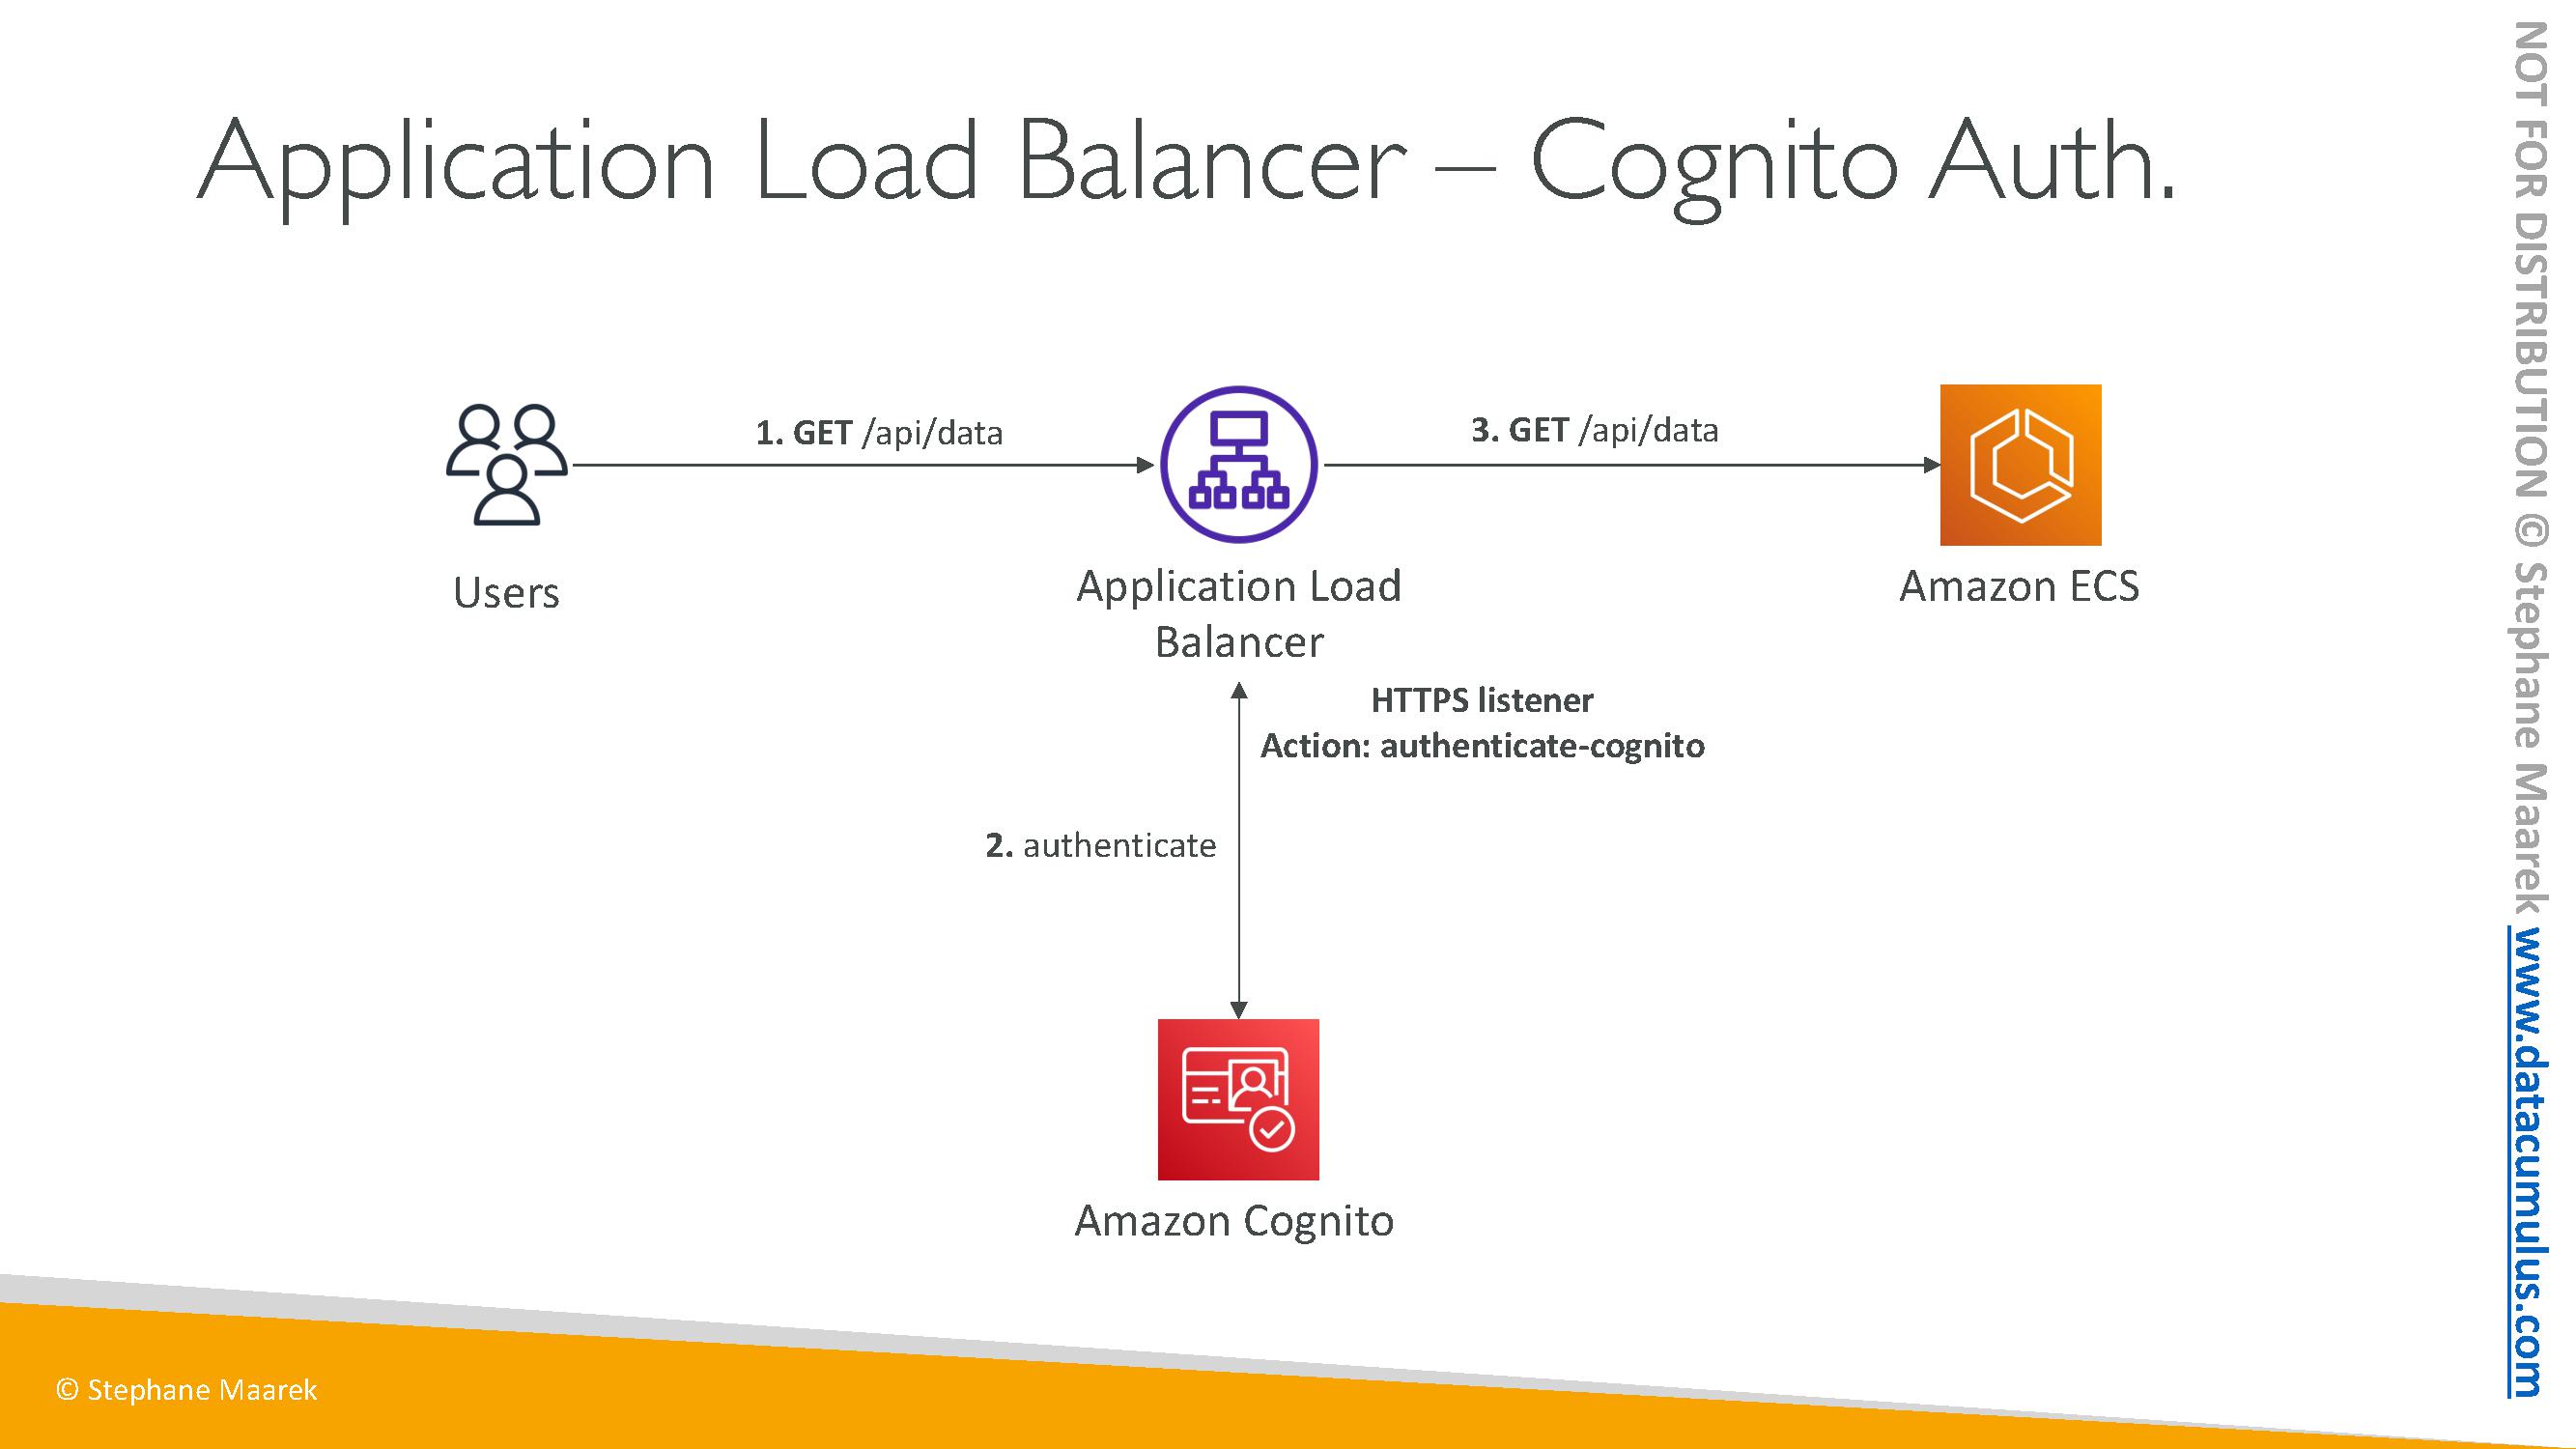 Application Load Balancer – Cognito Auth.
1. GET /api/data
3. GET /api/data
Users
Application Load
Balancer
Amazon ECS
HTTPS listener
Action: authenticate-cognito
2. authenticate
Amazon Cognito
© Stephane Maarek
NOT FOR DISTRIBUTION © Stephane Maarek www.datacumulus.com